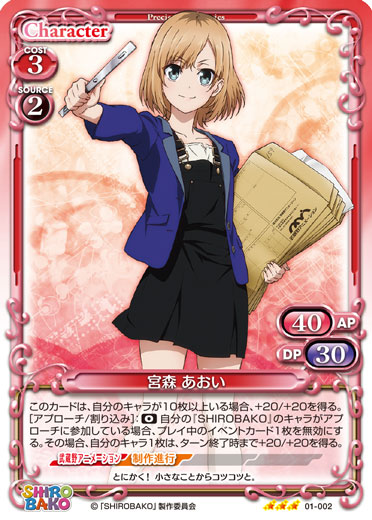 Character
COST
3
SOURCE
2
40 AP
DP 30
宮森 あおい
このカードは、自分のキャラが10枚以上いる場合、+20/+20を得る。
[アプローチ/割り込み]: 自分の『SHIROBAKO』のキャラがアプ
ローチに参加している場合、プレイ中のイベントカード1枚を無効にす
る。その場合、自分のキャラ1枚は、ターン終了時まで+20/+20を得る。
武蔵野アニメーション 制作進行
とにかく! 小さなことからコツコツと。
SHIRO
BAKO
©「SHIROBAKO」製作委員会
01-002